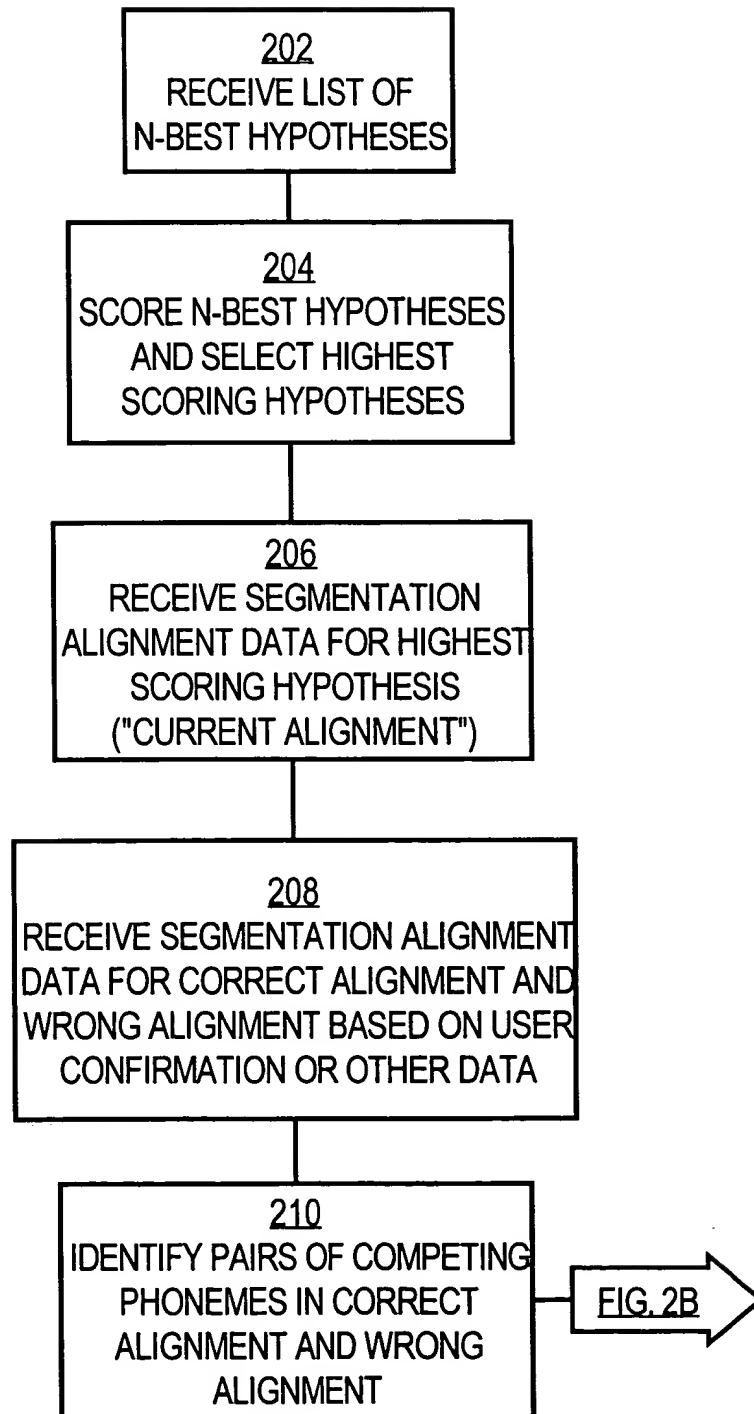 202
RECEIVE LIST OF
N-BEST HYPOTHESES
204
SCORE N-BEST HYPOTHESES
AND SELECT HIGHEST
SCORING HYPOTHESES
206
RECEIVE SEGMENTATION
ALIGNMENT DATA FOR HIGHEST
SCORING HYPOTHESIS
("CURRENT ALIGNMENT")
208
RECEIVE SEGMENTATION ALIGNMENT
DATA FOR CORRECT ALIGNMENT AND
WRONG ALIGNMENT BASED ON USER
CONFIRMATION OR OTHER DATA
210
IDENTIFY PAIRS OF COMPETING
PHONEMES IN CORRECT
ALIGNMENT AND WRONG
ALIGNMENT
FIG. 2B